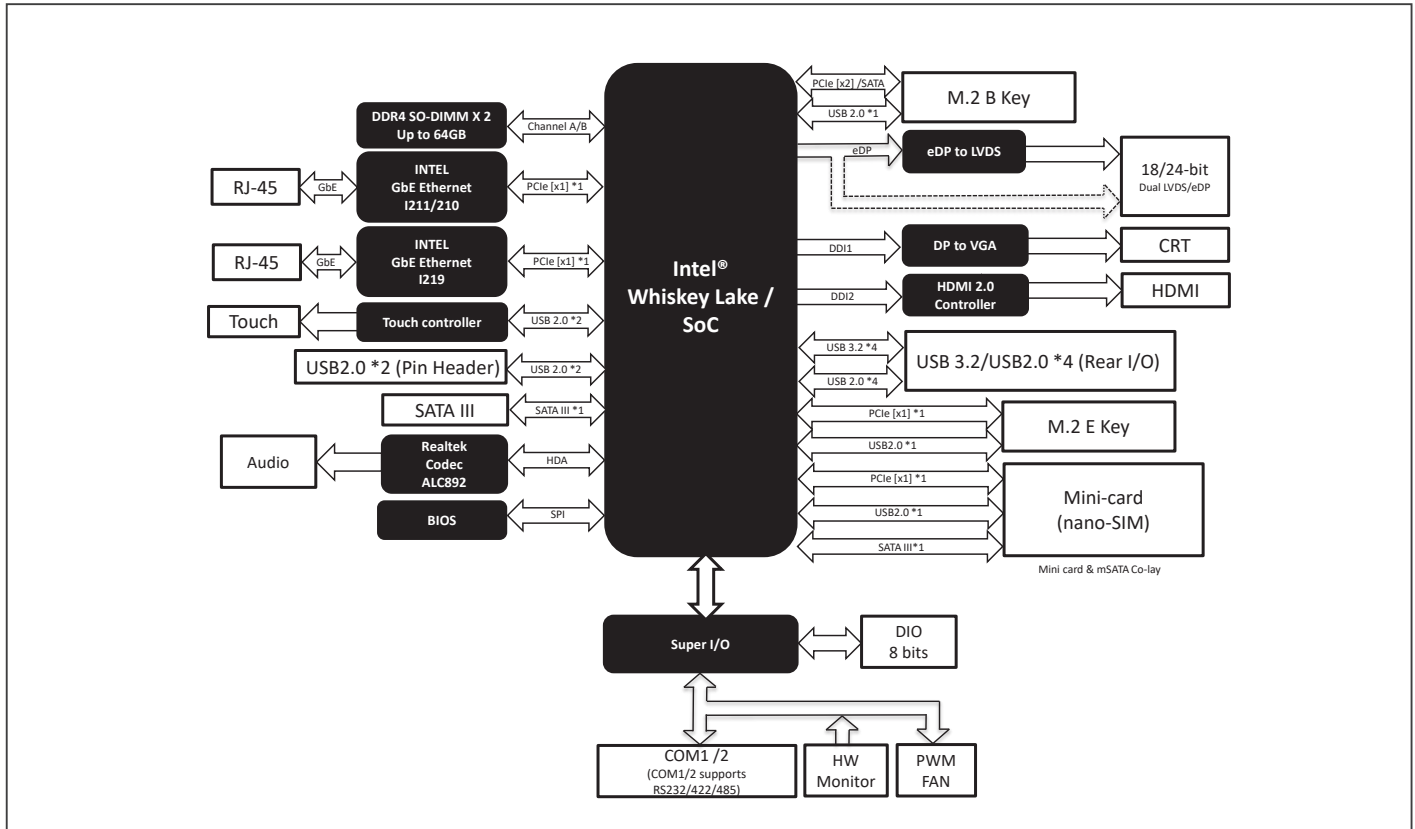 DDR4 SO-DIMM X 2
Up to 64GB
Channel A/B
RJ-45
GbE
INTEL
GbE Ethernet
I211/210
PCIe [x1] *1
RJ-45
GbE
INTEL
GbE Ethernet
I219
PCIe [x1] *1
Touch
Touch controller
USB 2.0 *2
USB2.0 *2 (Pin Header)
USB 2.0 *2
SATA III
SATA III *1
Audio
Realtek
Codec
ALC892
HDA
BIOS
SPI
Intel®
Whiskey Lake /
SoC
PCIe [x2] /SATA
USB 2.0 *1
M.2 B Key
eDP
eDP to LVDS
18/24-bit
Dual LVDS/eDP
DDI1
DP to VGA
CRT
DDI2
HDMI 2.0
Controller
HDMI
USB 3.2 *4
USB 2.0 *4
USB 3.2/USB2.0 *4 (Rear I/O)
PCIe [x1] *1
USB2.0 *1
M.2 E Key
PCIe [x1] *1
USB2.0 *1
SATA III*1
Mini-card
(nano-SIM)
Mini card & mSATA Co-lay
Super I/O
DIO
8 bits
COM1 /2
(COM1/2 supports
RS232/422/485)
HW
Monitor
PWM
FAN